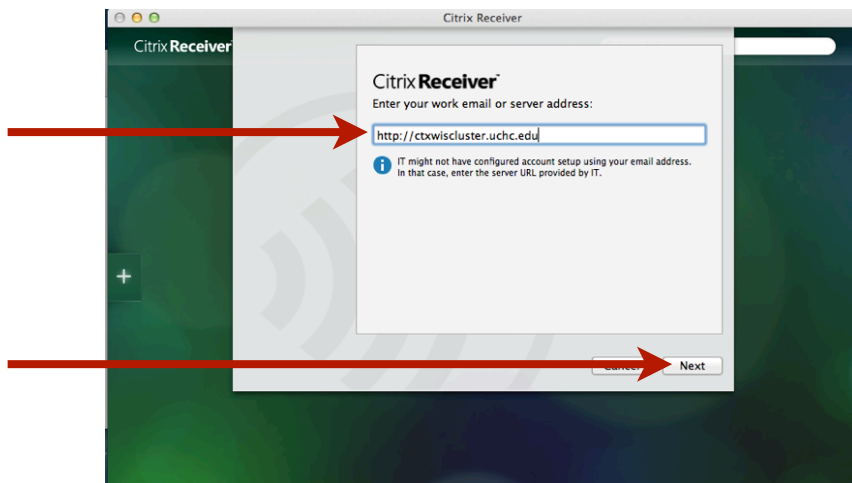 Citrix Receiver
Citrix Receiver
Citrix Receiver
Enter your work email or server address:
http://ctxwiscluster.uchc.edu
i
IT might not have configured account setup using your email address.
In that case, enter the server URL provided by IT.
+
Cancel
Next